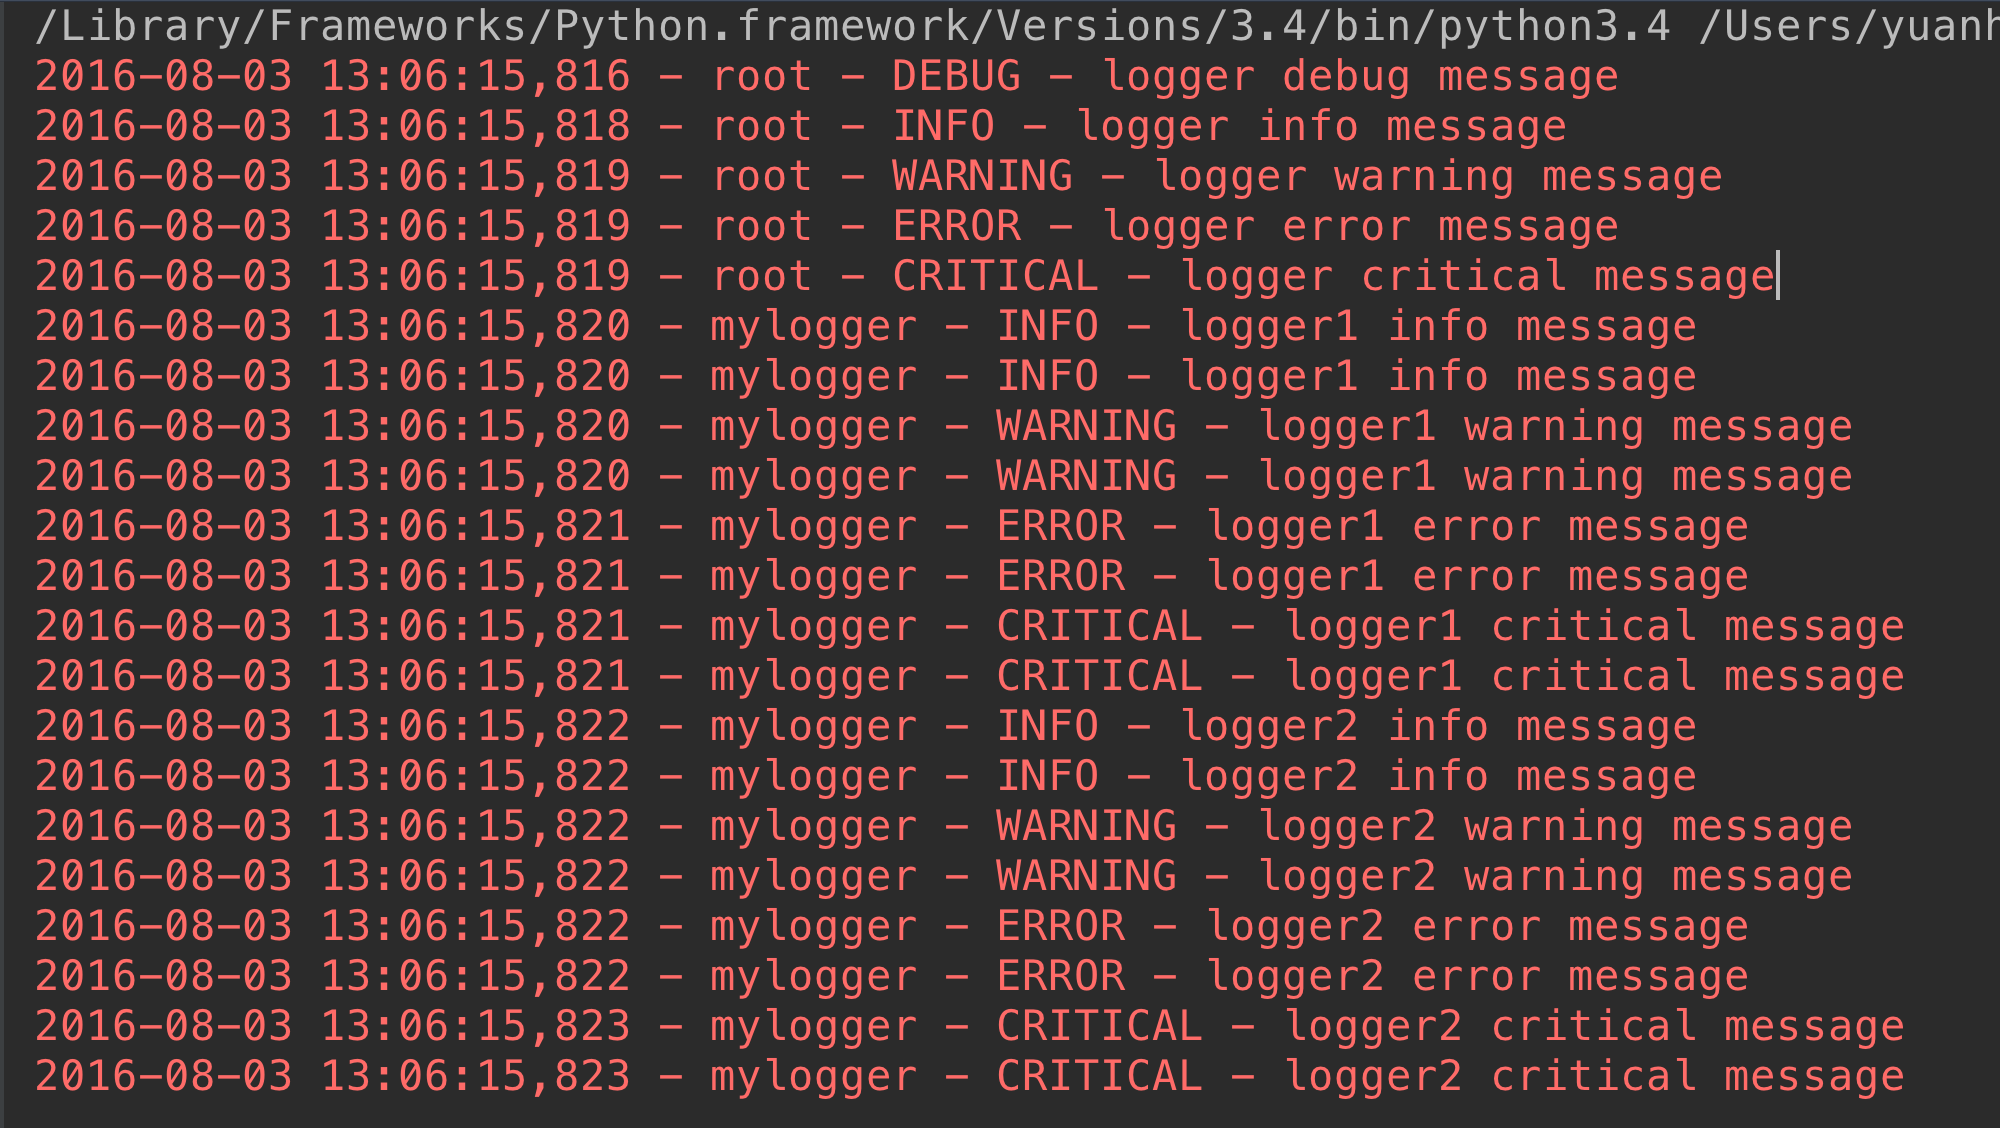 /Library/Frameworks/Python.framework/Versions/3.4/bin/python3.4 /Users/yuanh
2016-08-03 13:06:15,816 - root - DEBUG - logger debug message
2016-08-03 13:06:15,818 - root - INFO - logger info message
2016-08-03 13:06:15,819 - root - WARNING - logger warning message
2016-08-03 13:06:15,819 - root - ERROR - logger error message
2016-08-03 13:06:15,819 - root - CRITICAL - logger critical message
2016-08-03 13:06:15,820 - mylogger - INFO - logger1 info message
2016-08-03 13:06:15,820 - mylogger - INFO - logger1 info message
2016-08-03 13:06:15,820 - mylogger - WARNING - logger1 warning message
2016-08-03 13:06:15,820 - mylogger - WARNING - logger1 warning message
2016-08-03 13:06:15,821 - mylogger - ERROR - logger1 error message
2016-08-03 13:06:15,821 - mylogger - ERROR - logger1 error message
2016-08-03 13:06:15,821 - mylogger - CRITICAL - logger1 critical message
2016-08-03 13:06:15,821 - mylogger - CRITICAL - logger1 critical message
2016-08-03 13:06:15,822 - mylogger - INFO - logger2 info message
2016-08-03 13:06:15,822 - mylogger - INFO - logger2 info message
2016-08-03 13:06:15,822 - mylogger - WARNING - logger2 warning message
2016-08-03 13:06:15,822 - mylogger - WARNING - logger2 warning message
2016-08-03 13:06:15,822 - mylogger - ERROR - logger2 error message
2016-08-03 13:06:15,822 - mylogger - ERROR - logger2 error message
2016-08-03 13:06:15,823 - mylogger - CRITICAL - logger2 critical message
2016-08-03 13:06:15,823 - mylogger - CRITICAL - logger2 critical message